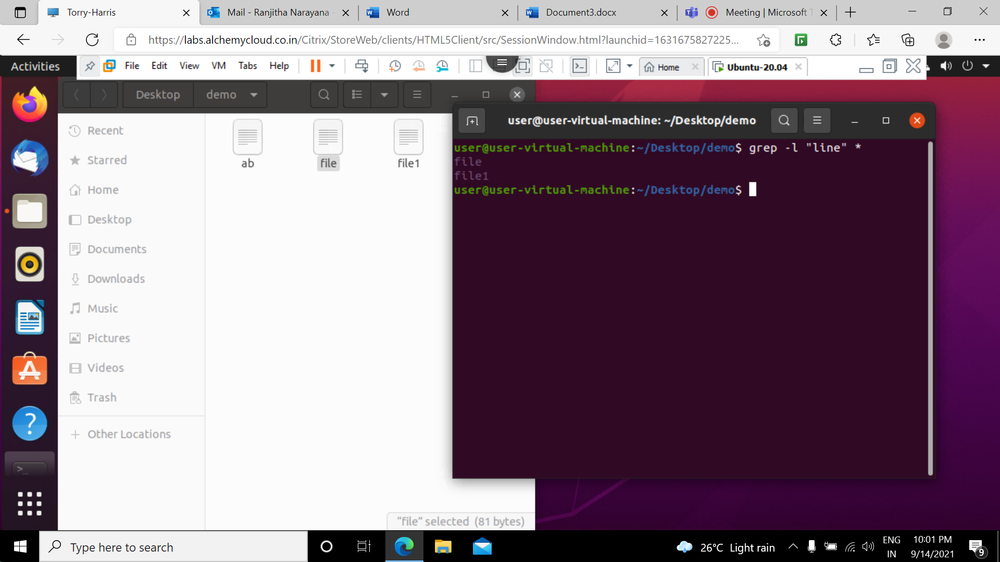 Torry-Harris
Mail - Ranjitha Narayana -
Word
Document3.docx
Meeting | Microsoft T
https://labs.alchemycloud.co.in/Citrix/StoreWeb/clients/HTML5Client/src/SessionWindow.html?launchid=1631675827225...
Activities
File Edit View VM Tabs Help
Home
Ubuntu-20.04
Desktop demo
user@user-virtual-machine: ~/Desktop/demo
Recent
Starred
Home
Desktop
Documents
Downloads
Music
Pictures
Videos
Trash
Other Locations
ab file file1
"file" selected (81 bytes)
user@user-virtual-machine:~/Desktop/demo$ grep -l "line" *
file
file1
user@user-virtual-machine:~/Desktop/demo$
Type here to search
26°C Light rain
ENG
IN
10:01 PM
9/14/2021
9